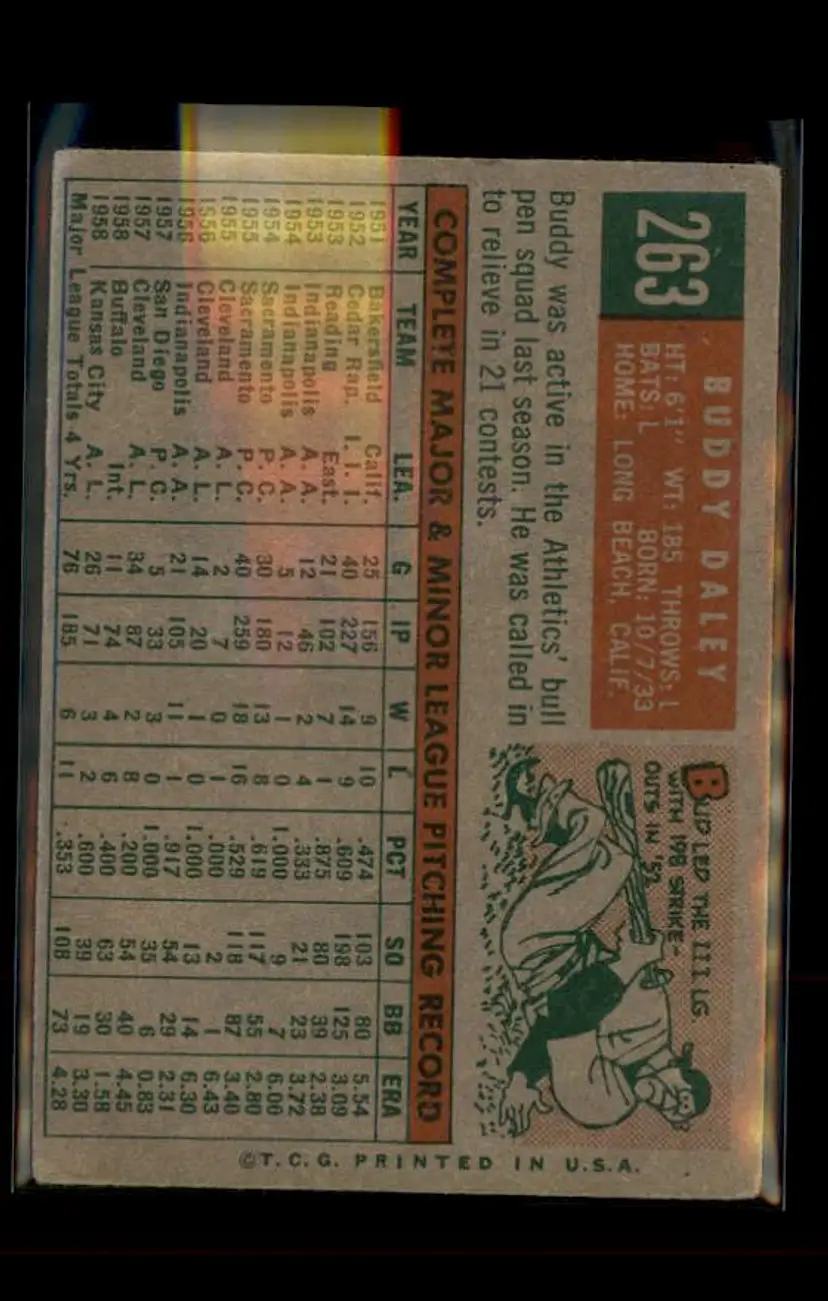 263
BUDDY DALEY
HT: 6'1" WT: 185 THROWS: L
BATS: L BORN: 10/7/33
HOME: LONG BEACH, CALIF.
BUD LED THE III LG.
WITH 198 STRIKE-
OUTS IN '52
Buddy was active in the Athletics' bull
pen squad last season. He was called in
to relieve in 21 contests.
COMPLETE MAJOR & MINOR LEAGUE PITCHING RECORD
YEAR TEAM LEA. G IP W L PCT SO BB ERA
1951 Bakersfield Calif. 25 156 9 10 .474 103 80 5.54
1952 Cedar Rap. I. I. I. 40 227 14 9 .609 198 125 3.09
1953 Reading East. 21 102 7 1 .875 80 39 2.38
1953 Indianapolis A. A. 12 46 2 4 .333 21 23 3.72
1954 Indianapolis A. A. 5 12 1 0 1.000 9 7 6.00
1954 Sacramento P. C. 30 180 13 8 .619 117 55 2.80
1955 Sacramento P. C. 40 259 18 16 .529 118 87 3.40
1955 Cleveland A. L. 2 7 0 1 .000 2 1 6.43
1956 Cleveland A. L. 14 20 1 0 1.000 13 14 6.30
1956 Indianapolis A. A. 21 105 11 1 .917 54 29 2.31
1957 San Diego P. C. 5 33 3 0 1.000 35 6 0.83
1957 Cleveland A. L. 34 87 2 8 .200 54 40 4.45
1958 Buffalo Int. 11 74 4 6 .400 63 30 1.58
1958 Kansas City A. L. 26 71 3 2 .600 39 19 3.30
Major League Totals 4 Yrs. 76 185 6 11 .353 108 73 4.28
©T.C.G. PRINTED IN U.S.A.